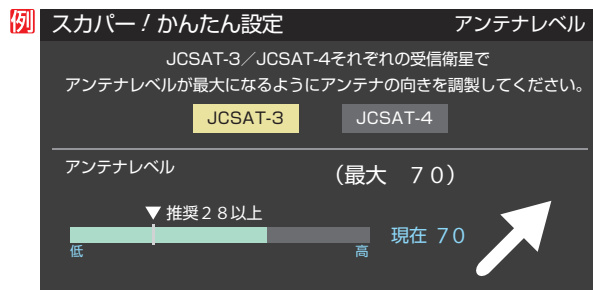 例
スカパー！かんたん設定 アンテナレベル
JCSAT-3／JCSAT-4それぞれの受信衛星で
アンテナレベルが最大になるようにアンテナの向きを調製してください。
JCSAT-3 JCSAT-4
アンテナレベル （最大　７０）
▼ 推奨２８以上
現在 ７０
低 高